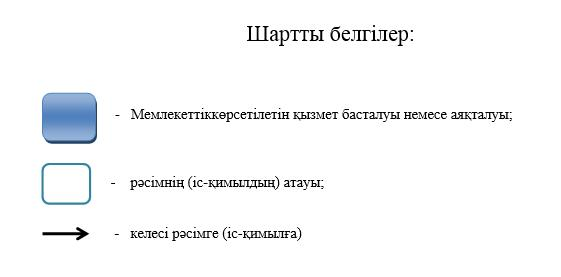 Шартты белгілер:
- Мемлекеттіккөрсетілетін қызмет басталуы немесе аяқталуы;
- рәсімнің (іс-қимылдың) атауы;
- келесі рәсімге (іс-қимылға)